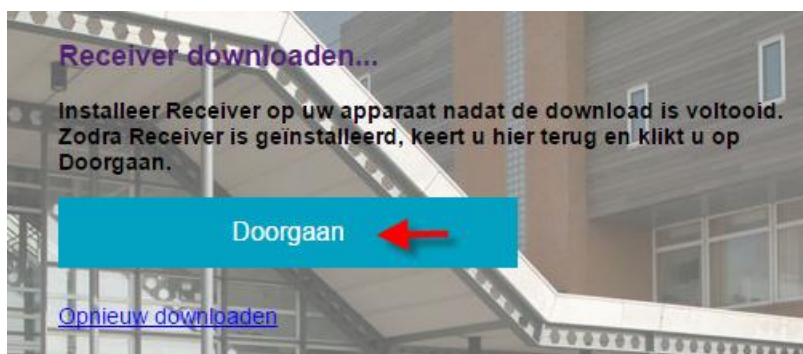 Receiver downloaden...
Installeer Receiver op uw apparaat nadat de download is voltooid.
Zodra Receiver is geïnstalleerd, keert u hier terug en klikt u op
Doorgaan.
Doorgaan
Opnieuw downloaden